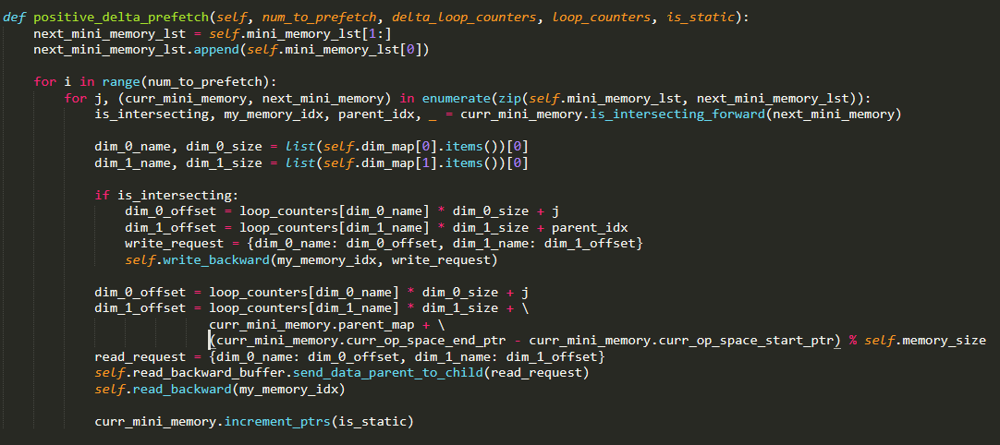 def positive_delta_prefetch(self, num_to_prefetch, delta_loop_counters, loop_counters, is_static):
    next_mini_memory_lst = self.mini_memory_lst[1:]
    next_mini_memory_lst.append(self.mini_memory_lst[0])

    for i in range(num_to_prefetch):
        for j, (curr_mini_memory, next_mini_memory) in enumerate(zip(self.mini_memory_lst, next_mini_memory_lst)):
            is_intersecting, my_memory_idx, parent_idx, _ = curr_mini_memory.is_intersecting_forward(next_mini_memory)

            dim_0_name, dim_0_size = list(self.dim_map[0].items())[0]
            dim_1_name, dim_1_size = list(self.dim_map[1].items())[0]

            if is_intersecting:
                dim_0_offset = loop_counters[dim_0_name] * dim_0_size + j
                dim_1_offset = loop_counters[dim_1_name] * dim_1_size + parent_idx
                write_request = {dim_0_name: dim_0_offset, dim_1_name: dim_1_offset}
                self.write_backward(my_memory_idx, write_request)

            dim_0_offset = loop_counters[dim_0_name] * dim_0_size + j
            dim_1_offset = loop_counters[dim_1_name] * dim_1_size + \
                           curr_mini_memory.parent_map + \
                           (curr_mini_memory.curr_op_space_end_ptr - curr_mini_memory.curr_op_space_start_ptr) % self.memory_size
            read_request = {dim_0_name: dim_0_offset, dim_1_name: dim_1_offset}
            self.read_backward_buffer.send_data_parent_to_child(read_request)
            self.read_backward(my_memory_idx)

            curr_mini_memory.increment_ptrs(is_static)